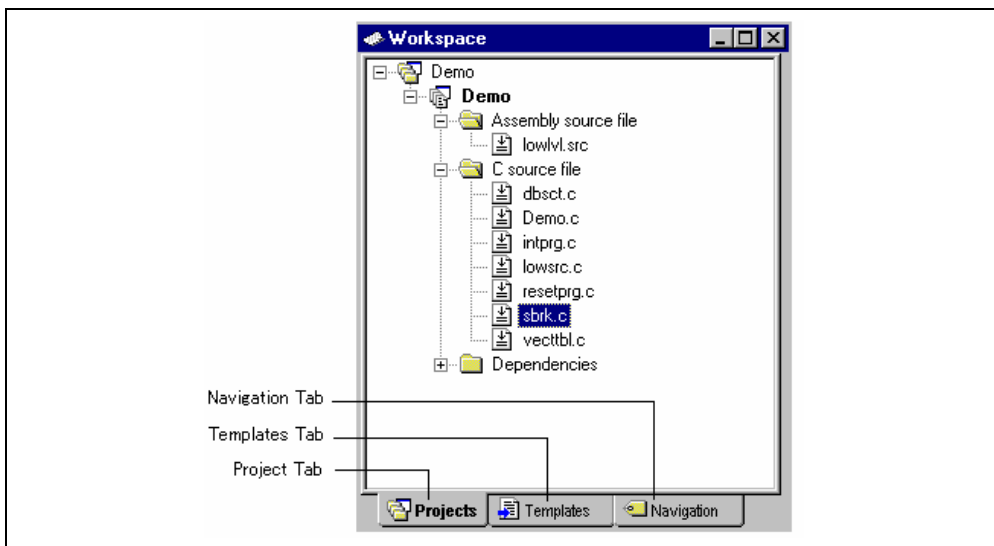 Workspace
Demo
Demo
Assembly source file
lowlvl.src
C source file
dbsct.c
Demo.c
intprg.c
lowsrc.c
resetprg.c
sbrk.c
vecttbl.c
Dependencies
Navigation Tab
Templates Tab
Project Tab
Projects
Templates
Navigation